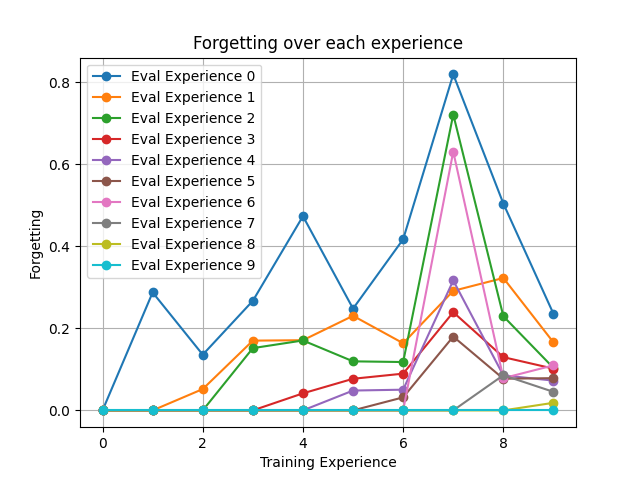 Forgetting over each experience
Eval Experience 0
Eval Experience 1
Eval Experience 2
Eval Experience 3
Eval Experience 4
Eval Experience 5
Eval Experience 6
Eval Experience 7
Eval Experience 8
Eval Experience 9
0.8
0.6
0.4
0.2
0.0
Forgetting
0 2 4 6 8
Training Experience